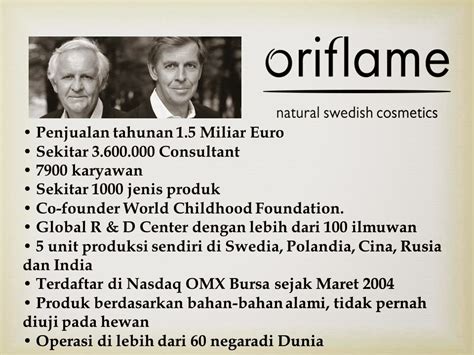 oriflame
natural swedish cosmetics
• Penjualan tahunan 1.5 Miliar Euro
• Sekitar 3.600.000 Consultant
• 7900 karyawan
• Sekitar 1000 jenis produk
• Co-founder World Childhood Foundation.
• Global R & D Center dengan lebih dari 100 ilmuwan
• 5 unit produksi sendiri di Swedia, Polandia, Cina, Rusia
dan India
• Terdaftar di Nasdaq OMX Bursa sejak Maret 2004
• Produk berdasarkan bahan-bahan alami, tidak pernah
diuji pada hewan
• Operasi di lebih dari 60 negaradi Dunia